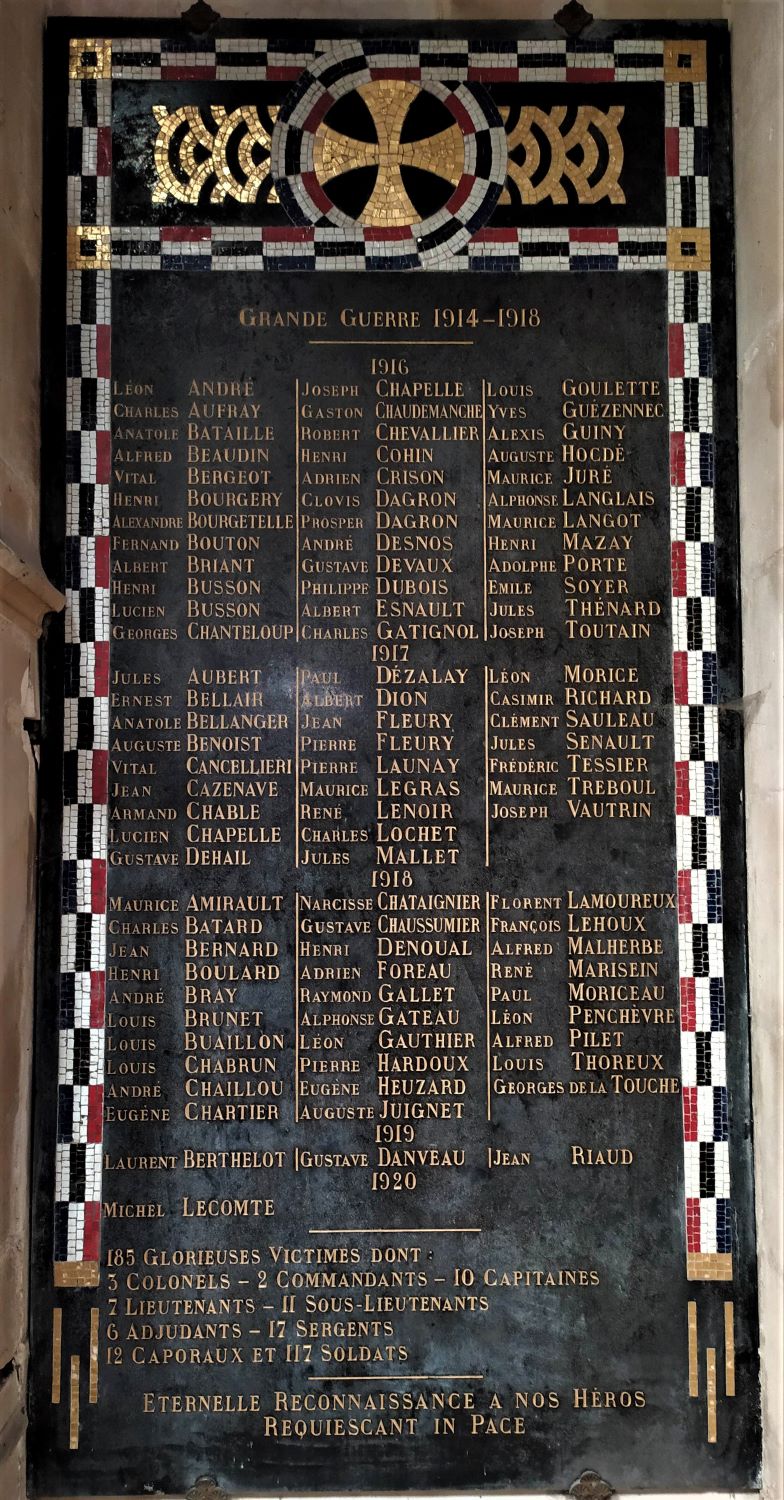 GRANDE GUERRE 1914-1918
1916
LÉON ANDRÉ
CHARLES AUFRAY
ANATOLE BATAILLE
ALFRED BEAUDIN
VITAL BERGEOT
HENRI BOURGERY
ALEXANDRE BOURGETELLE
FERNAND BOUTON
ALBERT BRIANT
HENRI BUSSON
LUCIEN BUSSON
GEORGES CHANTELOUP
JOSEPH CHAPELLE
GASTON CHAUDEMANCHE
ROBERT CHEVALLIER
HENRI COHIN
ADRIEN CRISON
CLOVIS DAGRON
PROSPER DAGRON
ANDRÉ DESNOS
GUSTAVE DEVAUX
PHILIPPE DUBOIS
ALBERT ESNAULT
CHARLES GATIGNOL
LOUIS GOULETTE
YVES GUÉZENNEC
ALEXIS GUINY
AUGUSTE HOCDÉ
MAURICE JURÉ
ALPHONSE LANGLAIS
MAURICE LANGOT
HENRI MAZAY
ADOLPHE PORTE
EMILE SOYER
JULES THÉNARD
JOSEPH TOUTAIN
1917
JULES AUBERT
ERNEST BELLAIR
ANATOLE BELLANGER
AUGUSTE BENOIST
VITAL CANCELLIERI
JEAN CAZENAVE
ARMAND CHABLE
LUCIEN CHAPELLE
GUSTAVE DEHAIL
PAUL DÉZALAY
ALBERT DION
JEAN FLEURY
PIERRE FLEURY
PIERRE LAUNAY
MAURICE LEGRAS
RENÉ LENOIR
CHARLES LOCHET
JULES MALLET
LÉON MORICE
CASIMIR RICHARD
CLÉMENT SAULEAU
JULES SENAULT
FRÉDÉRIC TESSIER
MAURICE TREBOUL
JOSEPH VAUTRIN
1918
MAURICE AMIRAULT
CHARLES BATARD
JEAN BERNARD
HENRI BOULARD
ANDRÉ BRAY
LOUIS BRUNET
LOUIS BUAILLON
LOUIS CHABRUN
ANDRÉ CHAILLOU
EUGÈNE CHARTIER
NARCISSE CHATAIGNIER
GUSTAVE CHAUSSUMIER
HENRI DENOUAL
ADRIEN FOREAU
RAYMOND GALLET
ALPHONSE GATEAU
LÉON GAUTHIER
PIERRE HARDOUX
EUGÈNE HEUZARD
AUGUSTE JUIGNET
FLORENT LAMOUREUX
FRANÇOIS LEHOUX
ALFRED MALHERBE
RENÉ MARISEIN
PAUL MORICEAU
LÉON PENCHÈVRE
ALFRED PILET
LOUIS THOREUX
GEORGES DE LA TOUCHE
1919
LAURENT BERTHELOT
GUSTAVE DANVEAU
JEAN RIAUD
1920
MICHEL LECOMTE
185 GLORIEUSES VICTIMES DONT :
3 COLONELS - 2 COMMANDANTS - 10 CAPITAINES
7 LIEUTENANTS - 11 SOUS-LIEUTENANTS
6 ADJUDANTS - 17 SERGENTS
12 CAPORAUX ET 117 SOLDATS
ETERNELLE RECONNAISSANCE A NOS HÉROS
REQUIESCANT IN PACE